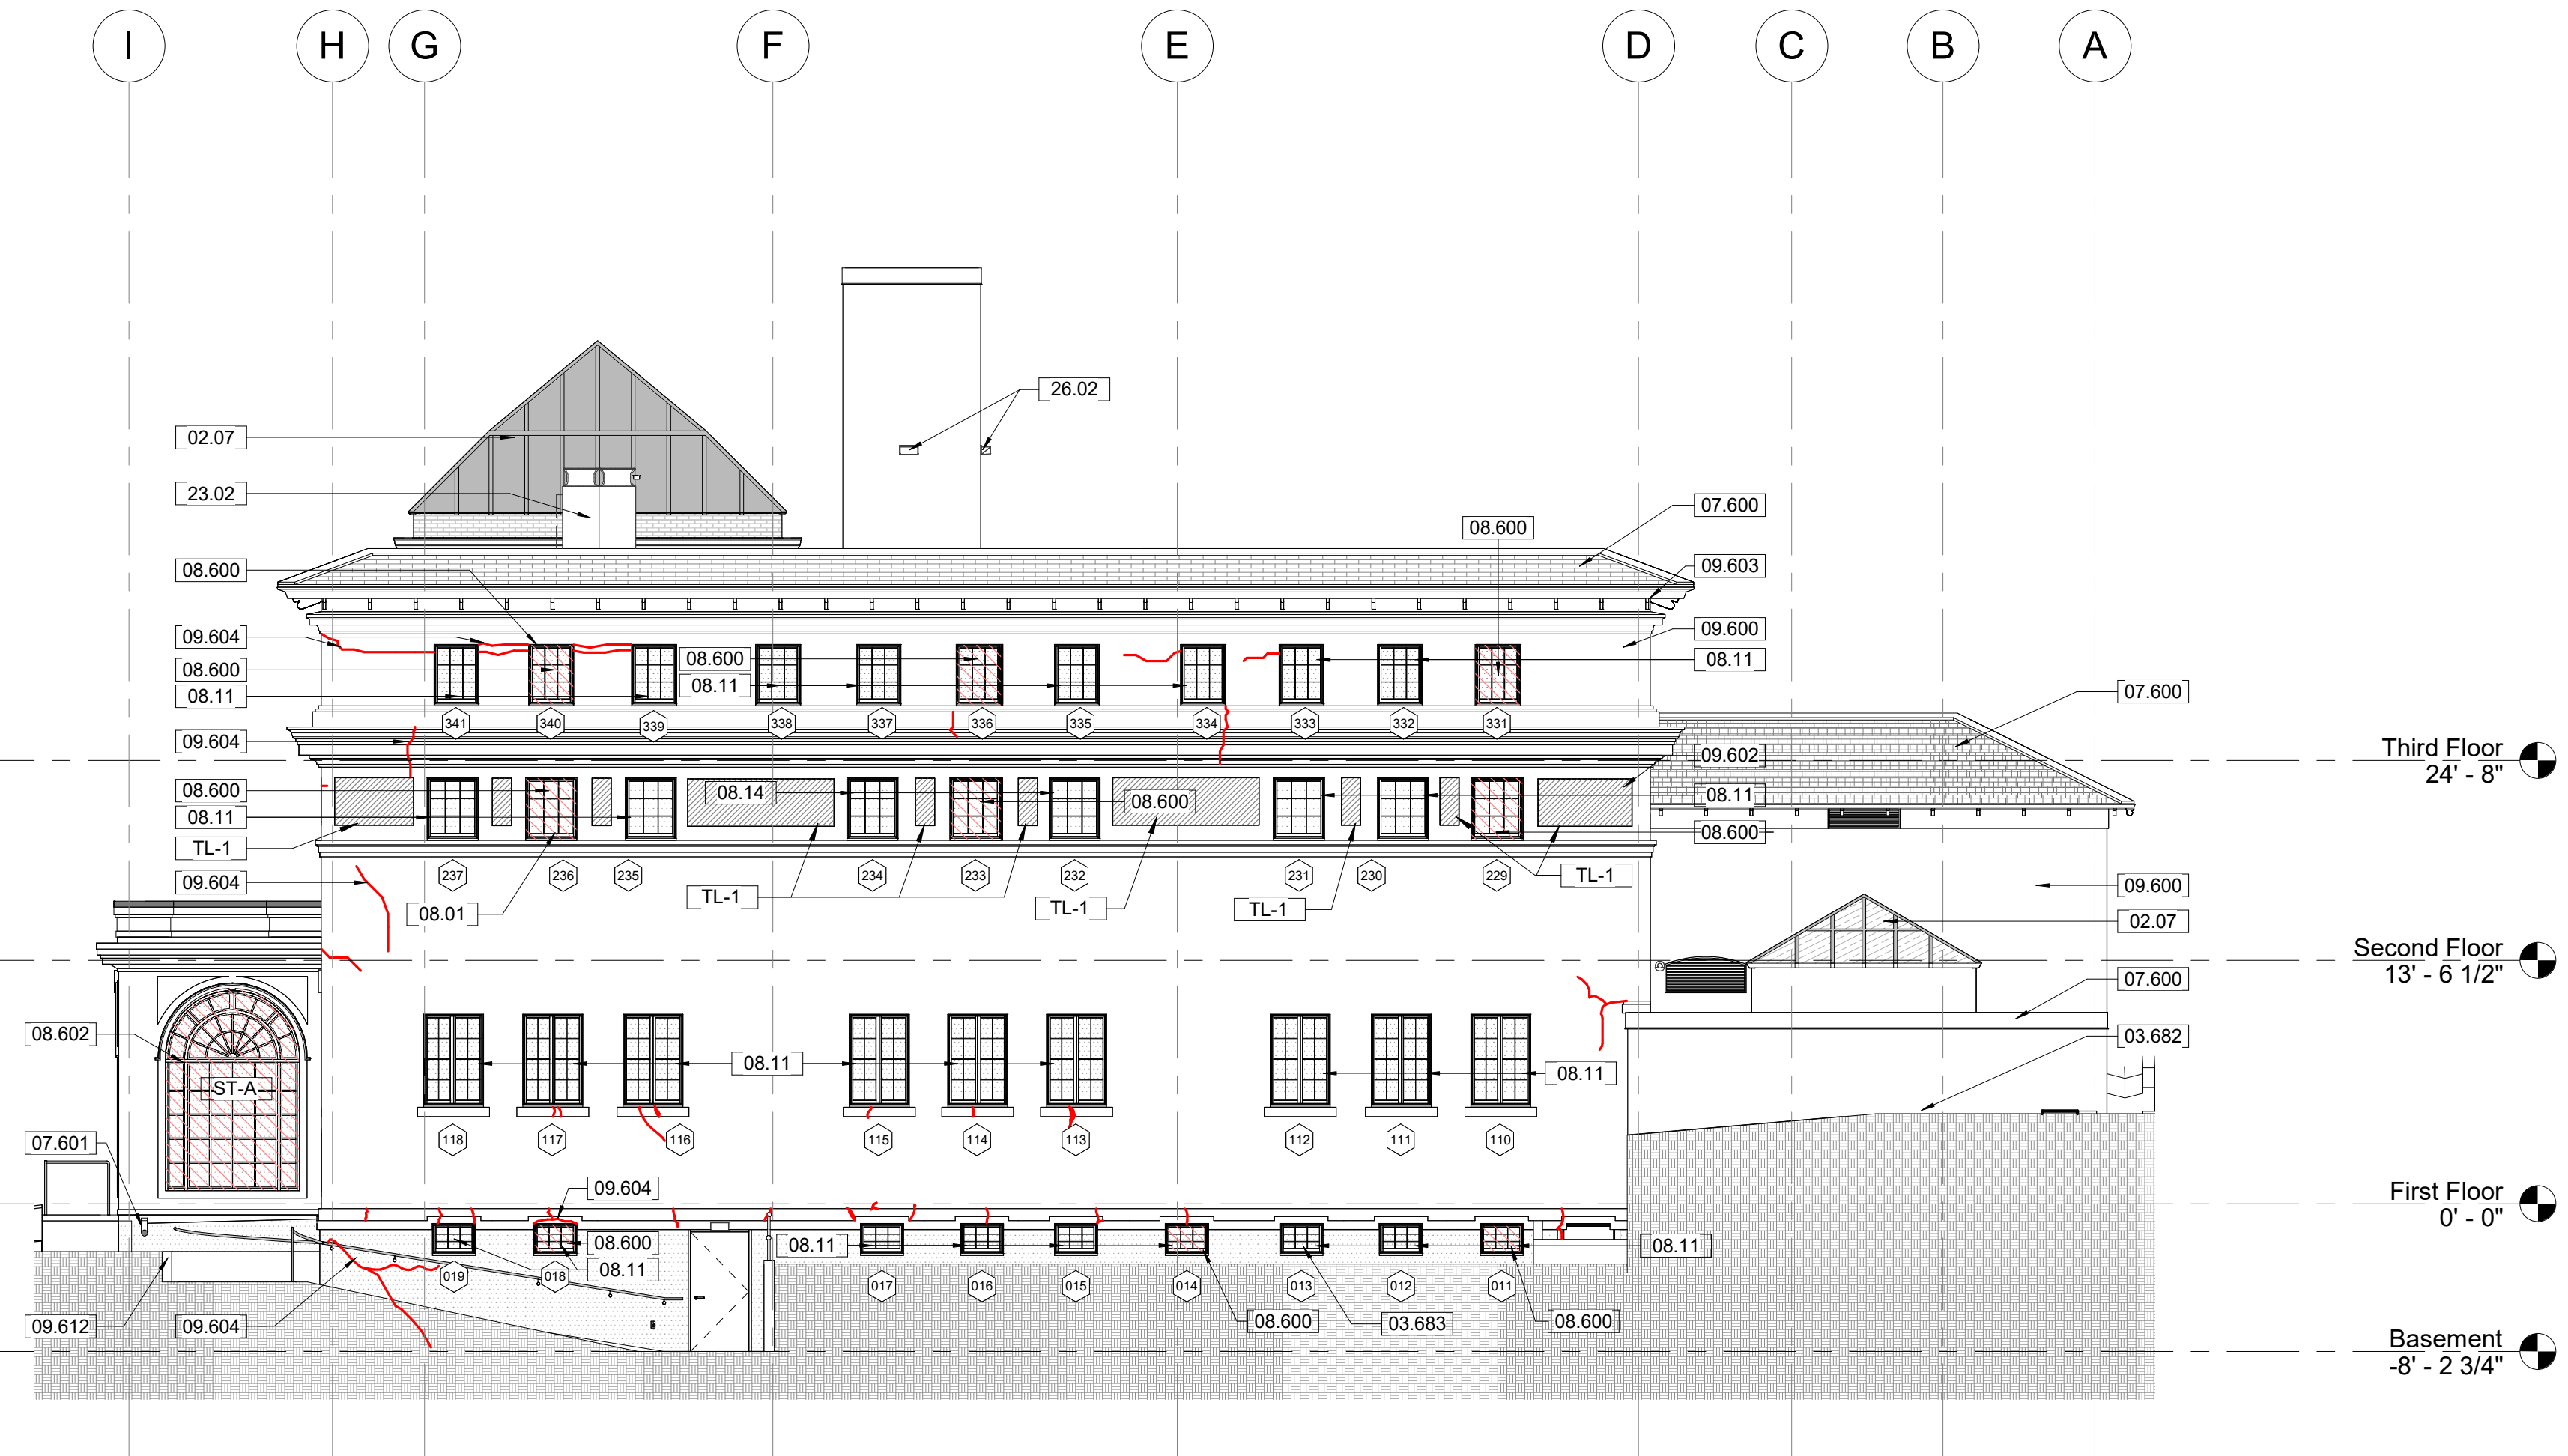 I H G F E D C B A
26.02
02.07
23.02
07.600
08.600
08.600
09.603
09.604
09.600
08.600
08.600
08.11
08.11
08.11
07.600
341 340 339 338 337 336 335 334 333 332 331
09.604
Third Floor
24' - 8"
09.602
08.600
08.14
08.600
08.11
08.11
08.600
TL-1
237 236 235 234 233 232 231 230 229
TL-1
09.604
09.600
TL-1
TL-1
TL-1
08.01
02.07
Second Floor
13' - 6 1/2"
07.600
08.602
03.682
08.11
08.11
ST-A
118 117 116 115 114 113 112 111 110
07.601
09.604
First Floor
0' - 0"
08.600
08.11
08.11
08.11
019 018 017 016 015 014 013 012 011
09.612
09.604
08.600
03.683
08.600
Basement
-8' - 2 3/4"